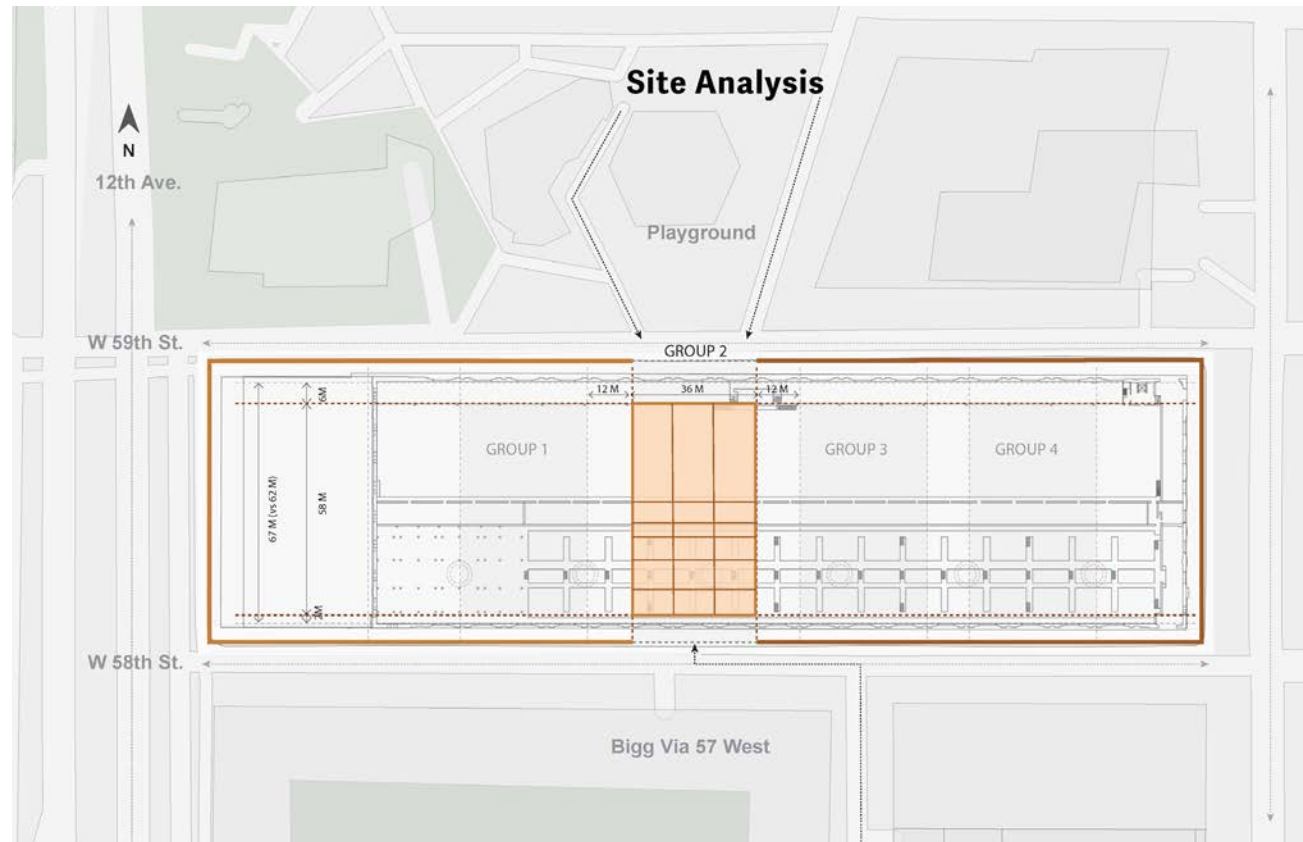 Site Analysis
N
12th Ave.
Playground
W 59th St.
GROUP 2
12 M
36 M
12 M
6M
GROUP 1
GROUP 3
GROUP 4
67 M (vs 62 M)
58 M
W 58th St.
Bigg Via 57 West